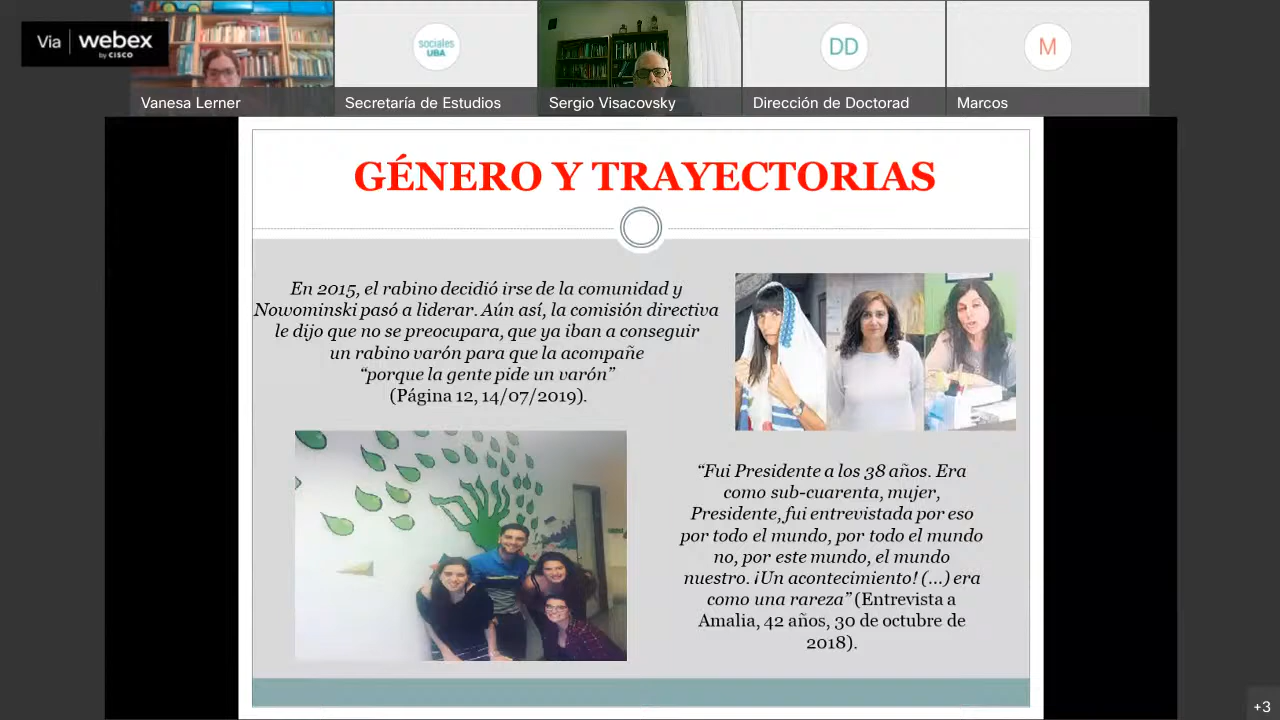 Via webex
by CISCO
sociales
UBA
DD
M
Vanesa Lerner
Secretaría de Estudios
Sergio Visacovsky
Dirección de Doctorad
Marcos
GÉNERO Y TRAYECTORIAS
En 2015, el rabino decidió irse de la comunidad y
Nowominski pasó a liderar. Aún así, la comisión directiva
le dijo que no se preocupara, que ya iban a conseguir
un rabino varón para que la acompañe
“porque la gente pide un varón”
(Página 12, 14/07/2019).
“Fui Presidente a los 38 años. Era
como sub-cuarenta, mujer,
Presidente, fui entrevistada por eso
por todo el mundo, por todo el mundo
no, por este mundo, el mundo
nuestro. ¡Un acontecimiento! (...) era
como una rareza” (Entrevista a
Amalia, 42 años, 30 de octubre de
2018).
+3